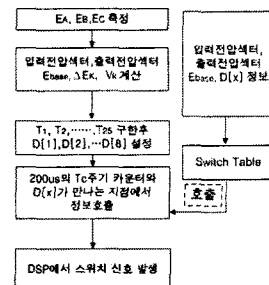 EA, EB, EC 측정
입력전압섹터,출력전압섹터
Ebase, ΔEK, Vk 계산
T1, T2,……,T25 구한후
D[1],D[2],…D[8] 설정
200us의 Tc주기 카운터와
D[x]가 만나는 지점에서
정보호출
DSP에서 스위치 신호 발생
입력전압섹터,
출력전압섹터
Ebase, D[x] 정보
Switch Table
호출